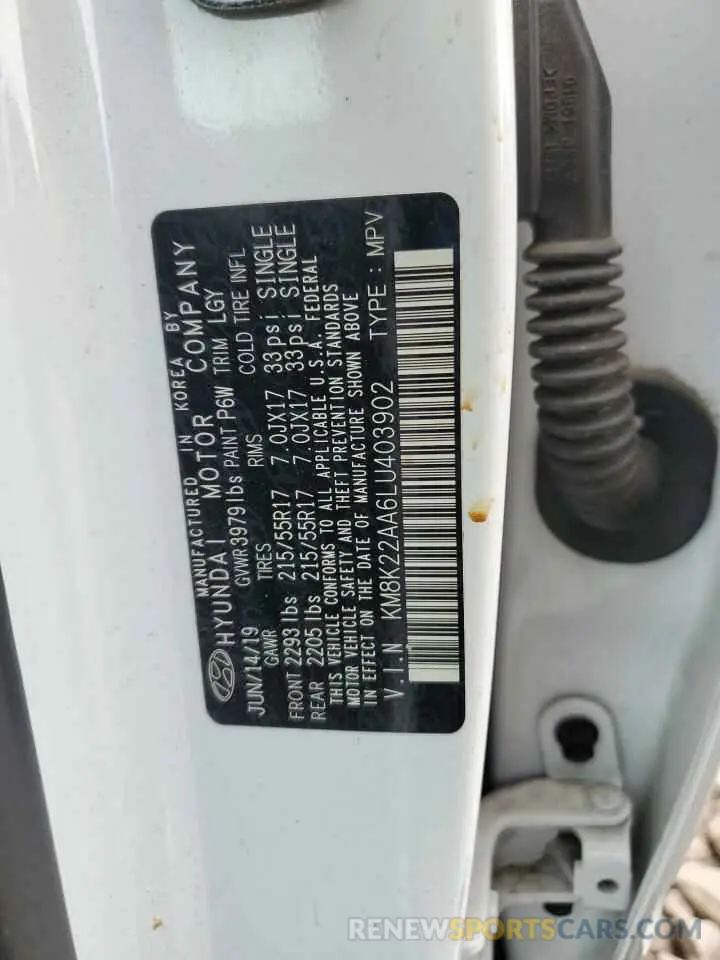 MANUFACTURED IN KOREA BY
HYUNDAI MOTOR COMPANY
JUN/14/19 GVWR 3979lbs PAINT P6W TRIM LGY
GAWR TIRES RIMS COLD TIRE INFL
FRONT 2293 lbs 215/55R17 7.0JX17 33psi SINGLE
REAR 2205 lbs 215/55R17 7.0JX17 33psi SINGLE
THIS VEHICLE CONFORMS TO ALL APPLICABLE U.S.A. FEDERAL
MOTOR VEHICLE SAFETY AND THEFT PREVENTION STANDARDS
IN EFFECT ON THE DATE OF MANUFACTURE SHOWN ABOVE
V.I.N KM8K22AA6LU403902 TYPE : MPV
RENEWSPORTSCARS.COM